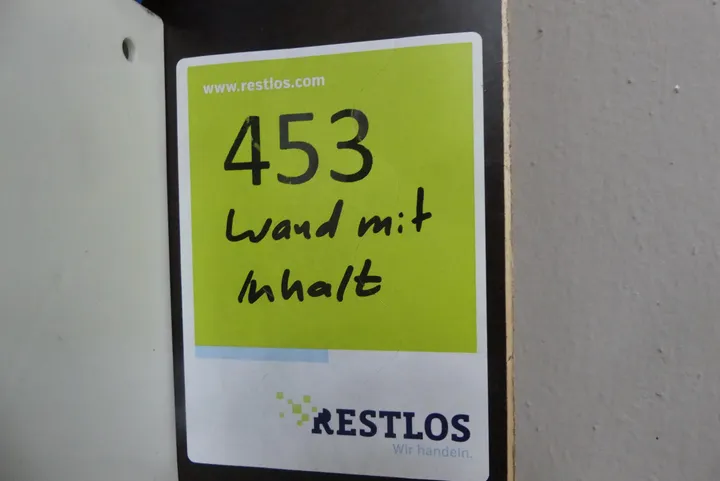 www.restlos.com
453
Wand mit
Inhalt
RESTLOS
Wir handeln.